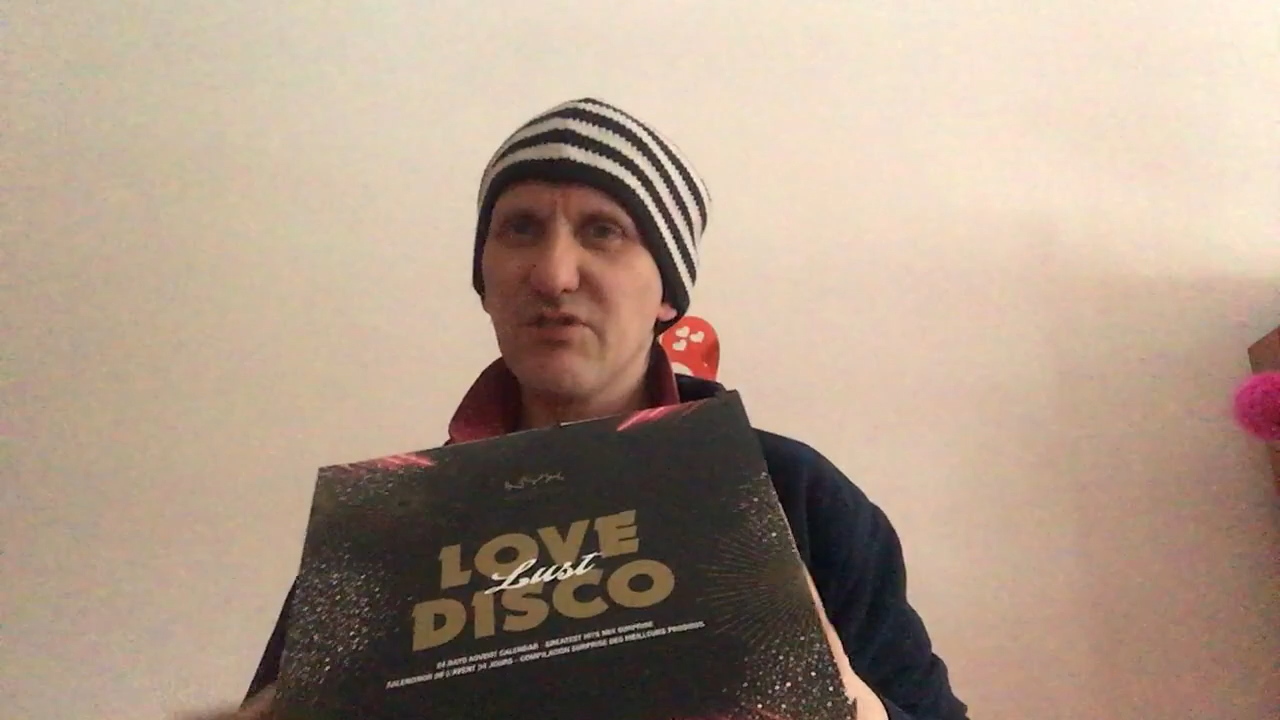 NYX
LOVE
Lust
DISCO
24 DAYS ADVENT CALENDAR - GREATEST HITS MIX SURPRISE
CALENDRIER DE L'AVENT 24 JOURS - COMPILATION SURPRISE DES MEILLEURS PRODUITS